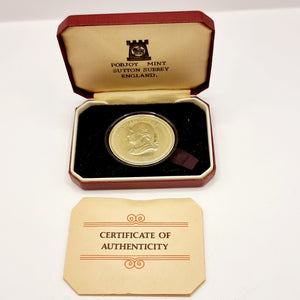 POBJOY MINT
SUTTON SURREY
ENGLAND.
CERTIFICATE OF
AUTHENTICITY